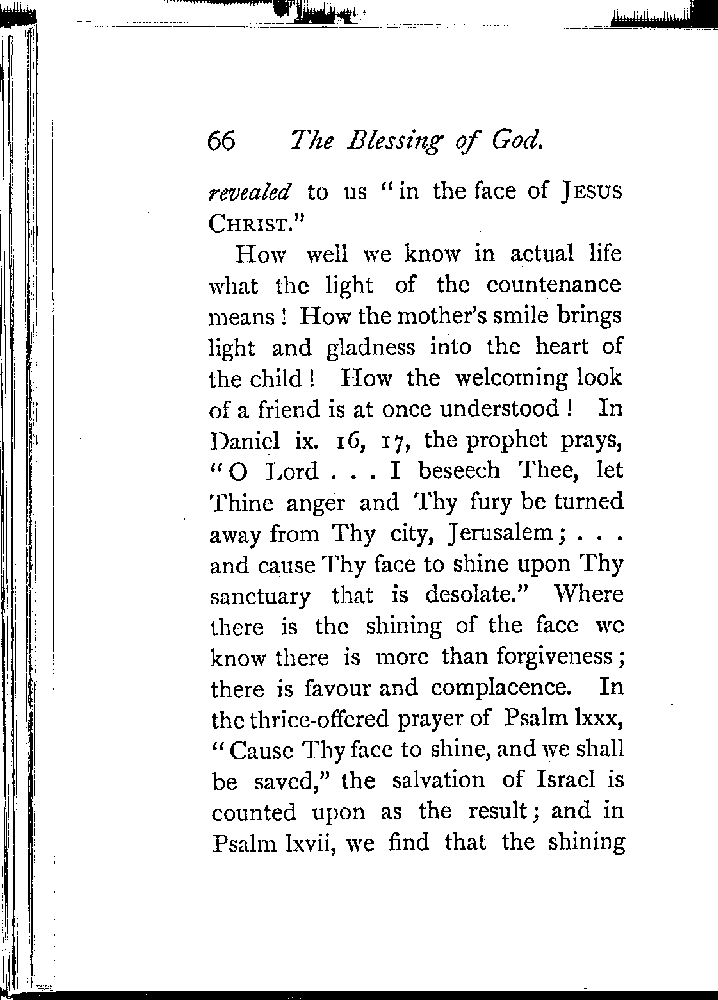 66 The Blessing of God.
revealed to us “in the face of JESUS
CHRIST.”
How well we know in actual life
what the light of the countenance
means! How the mother’s smile brings
light and gladness into the heart of
the child! How the welcoming look
of a friend is at once understood! In
Daniel ix. 16, 17, the prophet prays,
“O Lord . . . I beseech Thee, let
Thine anger and Thy fury be turned
away from Thy city, Jerusalem; . . .
and cause Thy face to shine upon Thy
sanctuary that is desolate.” Where
there is the shining of the face we
know there is more than forgiveness;
there is favour and complacence. In
the thrice-offered prayer of Psalm lxxx,
“Cause Thy face to shine, and we shall
be saved,” the salvation of Israel is
counted upon as the result; and in
Psalm lxvii, we find that the shining